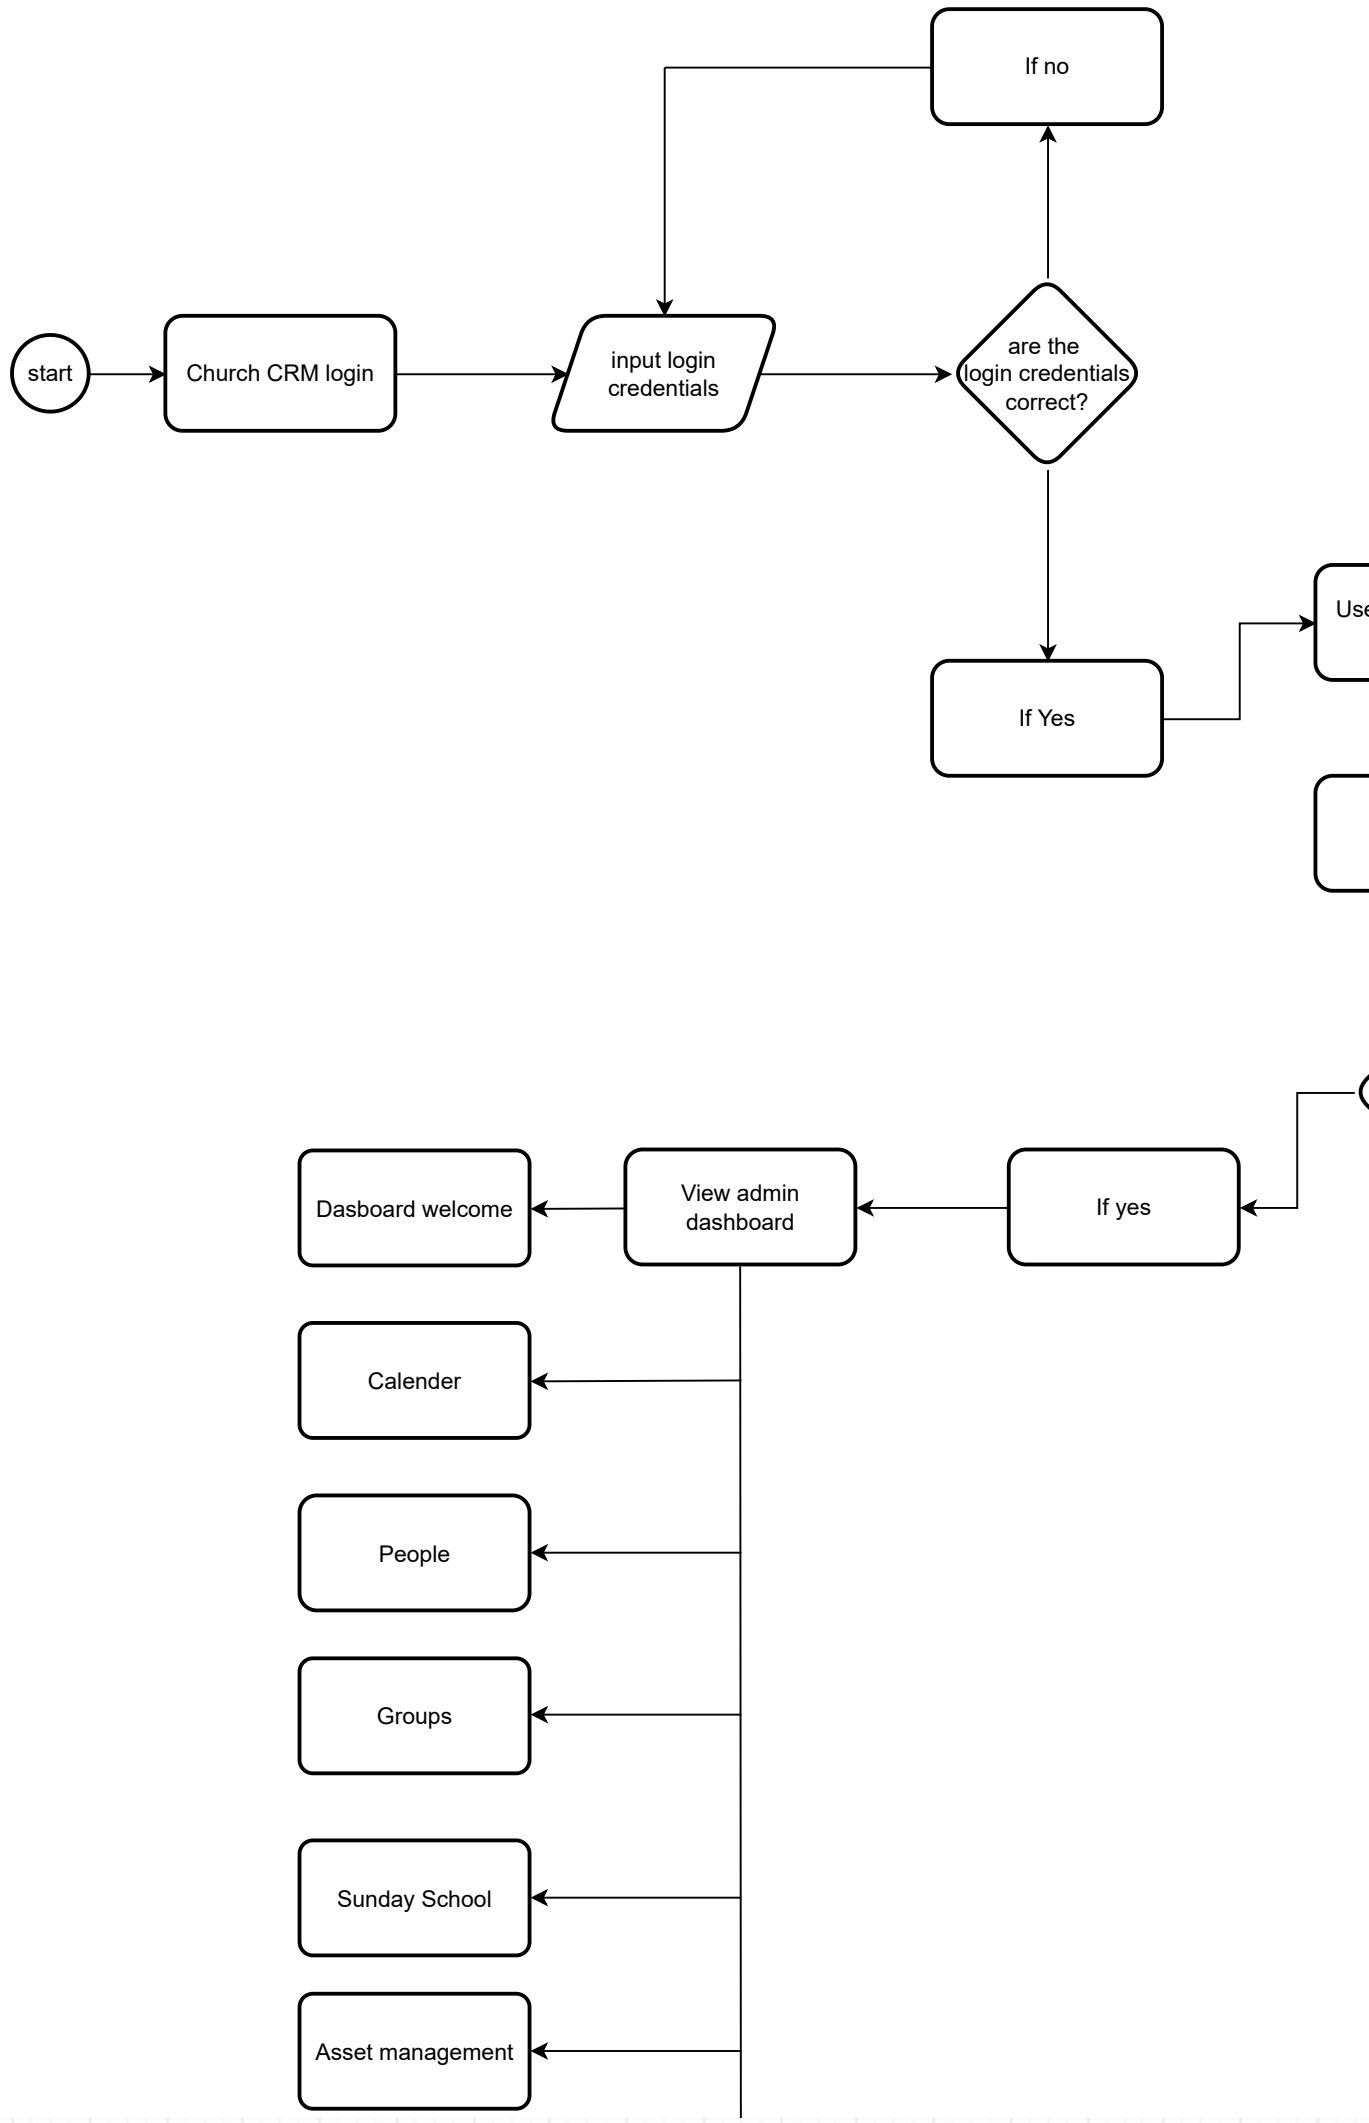 If no
start
Church CRM login
input login
credentials
are the
login credentials
correct?
If Yes
Dasboard welcome
View admin
dashboard
If yes
Calender
People
Groups
Sunday School
Asset management